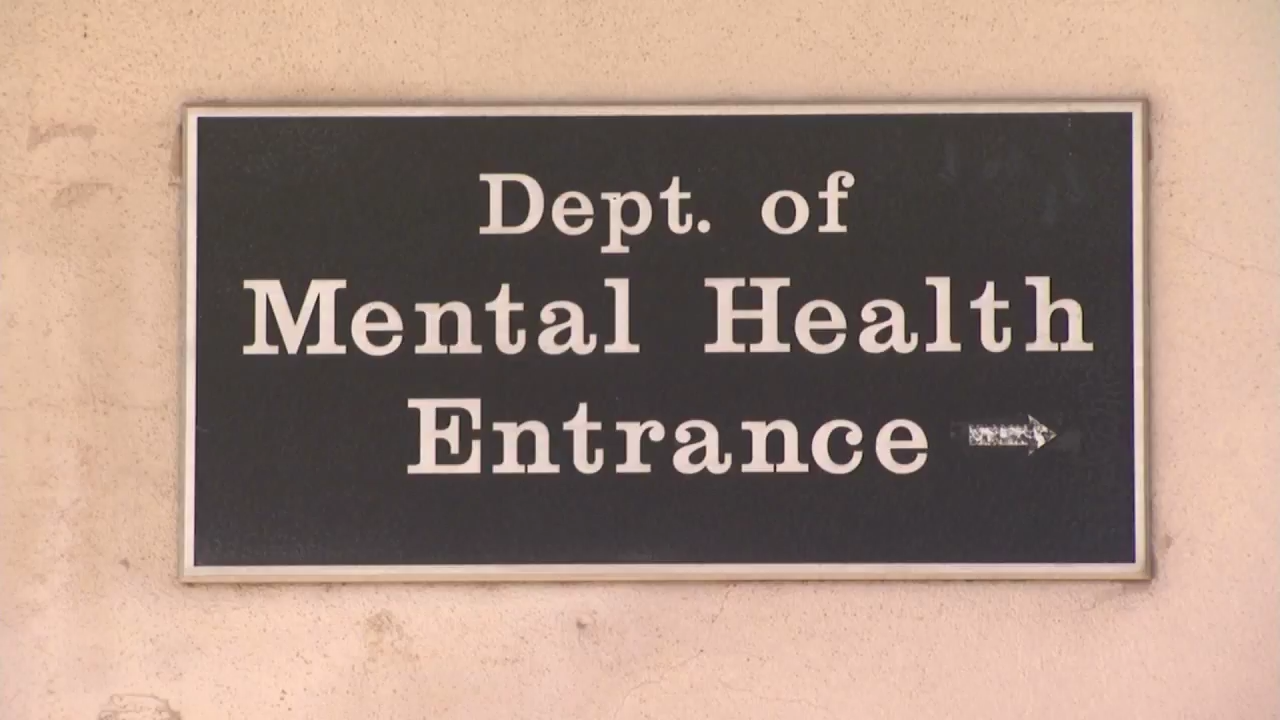 Dept. of
Mental Health
Entrance →